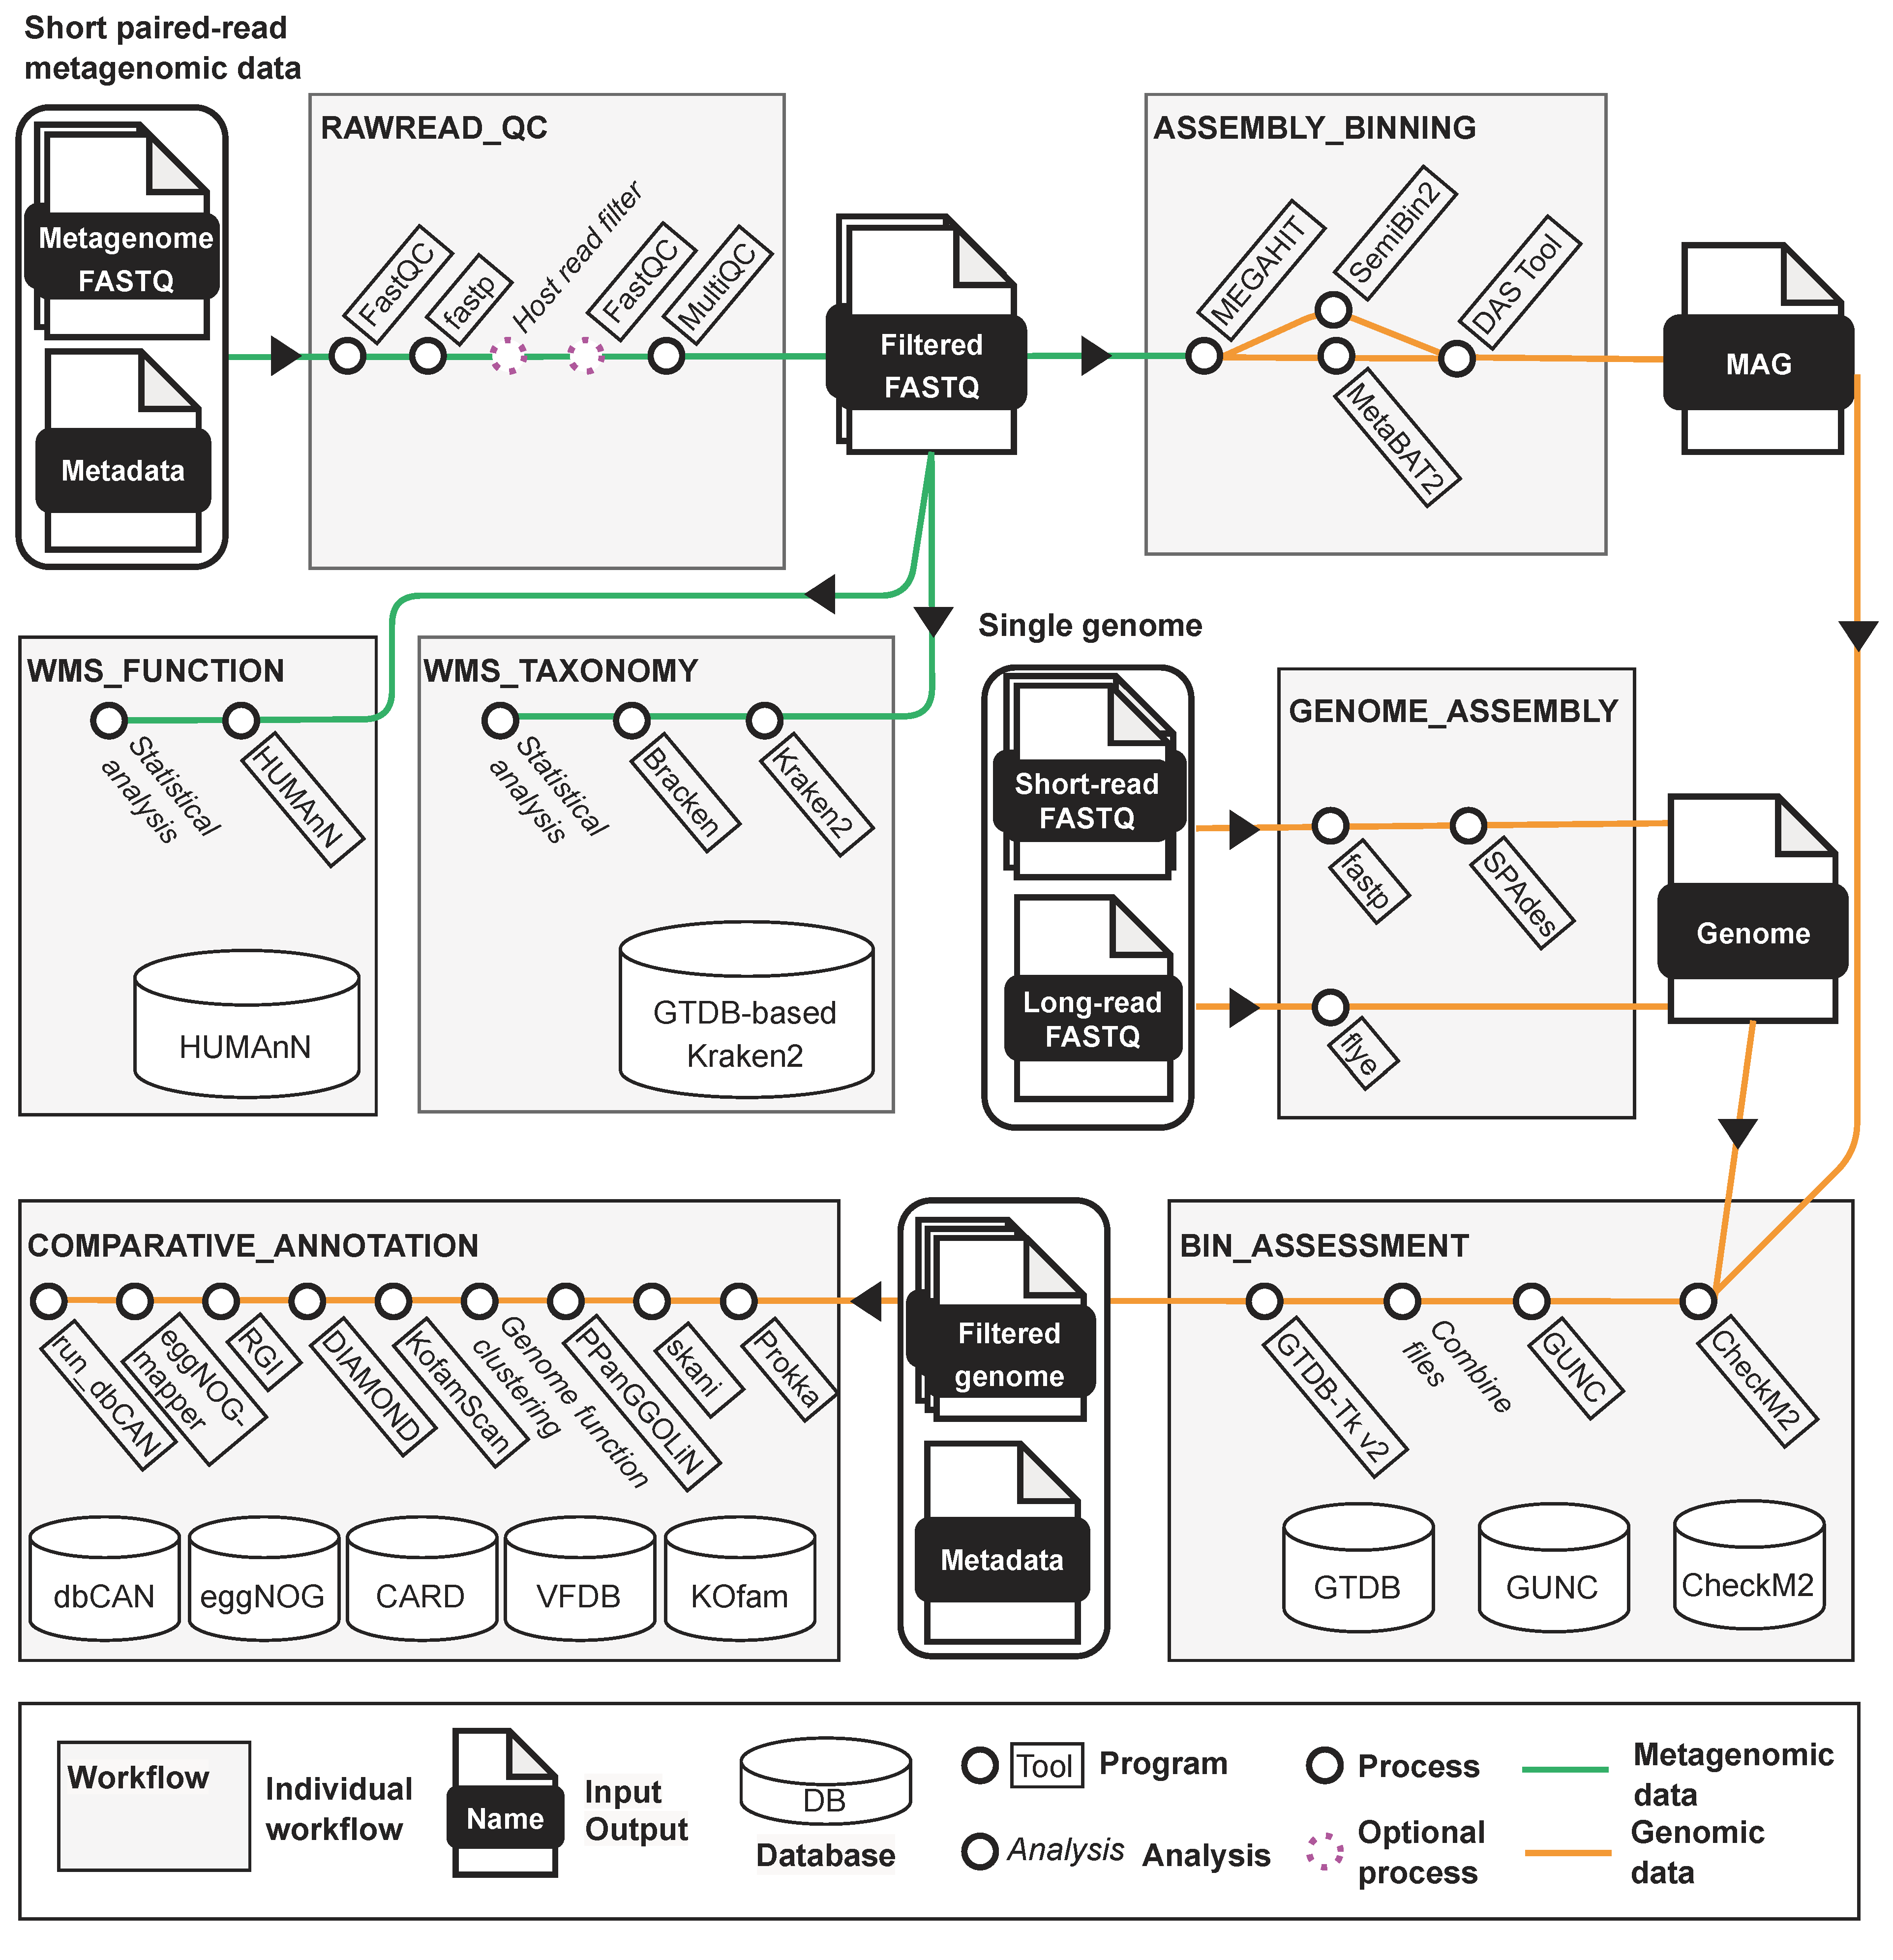 Short paired-read
metagenomic data
Metagenome
FASTQ
Metadata
RAWREAD_QC
FastQC
fastp
Host read filter
FastQC
MultiQC
Filtered
FASTQ
ASSEMBLY_BINNING
MEGAHIT
SemiBin2
MetaBAT2
DAS Tool
MAG
WMS_FUNCTION
Statistical
analysis
HUMAnN
HUMAnN
WMS_TAXONOMY
Statistical
analysis
Bracken
Kraken2
GTDB-based
Kraken2
Single genome
Short-read
FASTQ
Long-read
FASTQ
GENOME_ASSEMBLY
fastp
SPAdes
flye
Genome
COMPARATIVE_ANNOTATION
run_dbCAN
eggNOG-
mapper
RGI
DIAMOND
KofamScan
Genome function
clustering
PPanGGOLiN
skani
Prokka
dbCAN
eggNOG
CARD
VFDB
KOfam
Filtered
genome
Metadata
BIN_ASSESSMENT
GTDB-Tk v2
Combine
files
GUNC
CheckM2
GTDB
GUNC
CheckM2
Workflow
Individual
workflow
Name
Input
Output
DB
Database
Tool
Program
Analysis
Analysis
Process
Optional
process
Metagenomic
data
Genomic
data